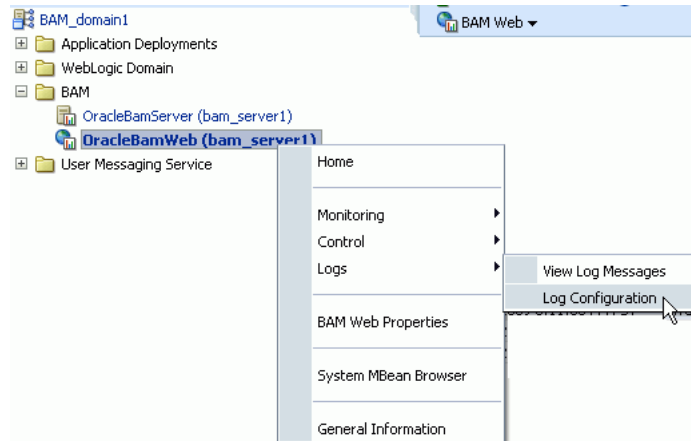 BAM_domain1
BAM Web
Application Deployments
WebLogic Domain
BAM
OracleBamServer (bam_server1)
OracleBamWeb (bam_server1)
User Messaging Service
Home
Monitoring
Control
Logs
View Log Messages
Log Configuration
BAM Web Properties
System MBean Browser
General Information